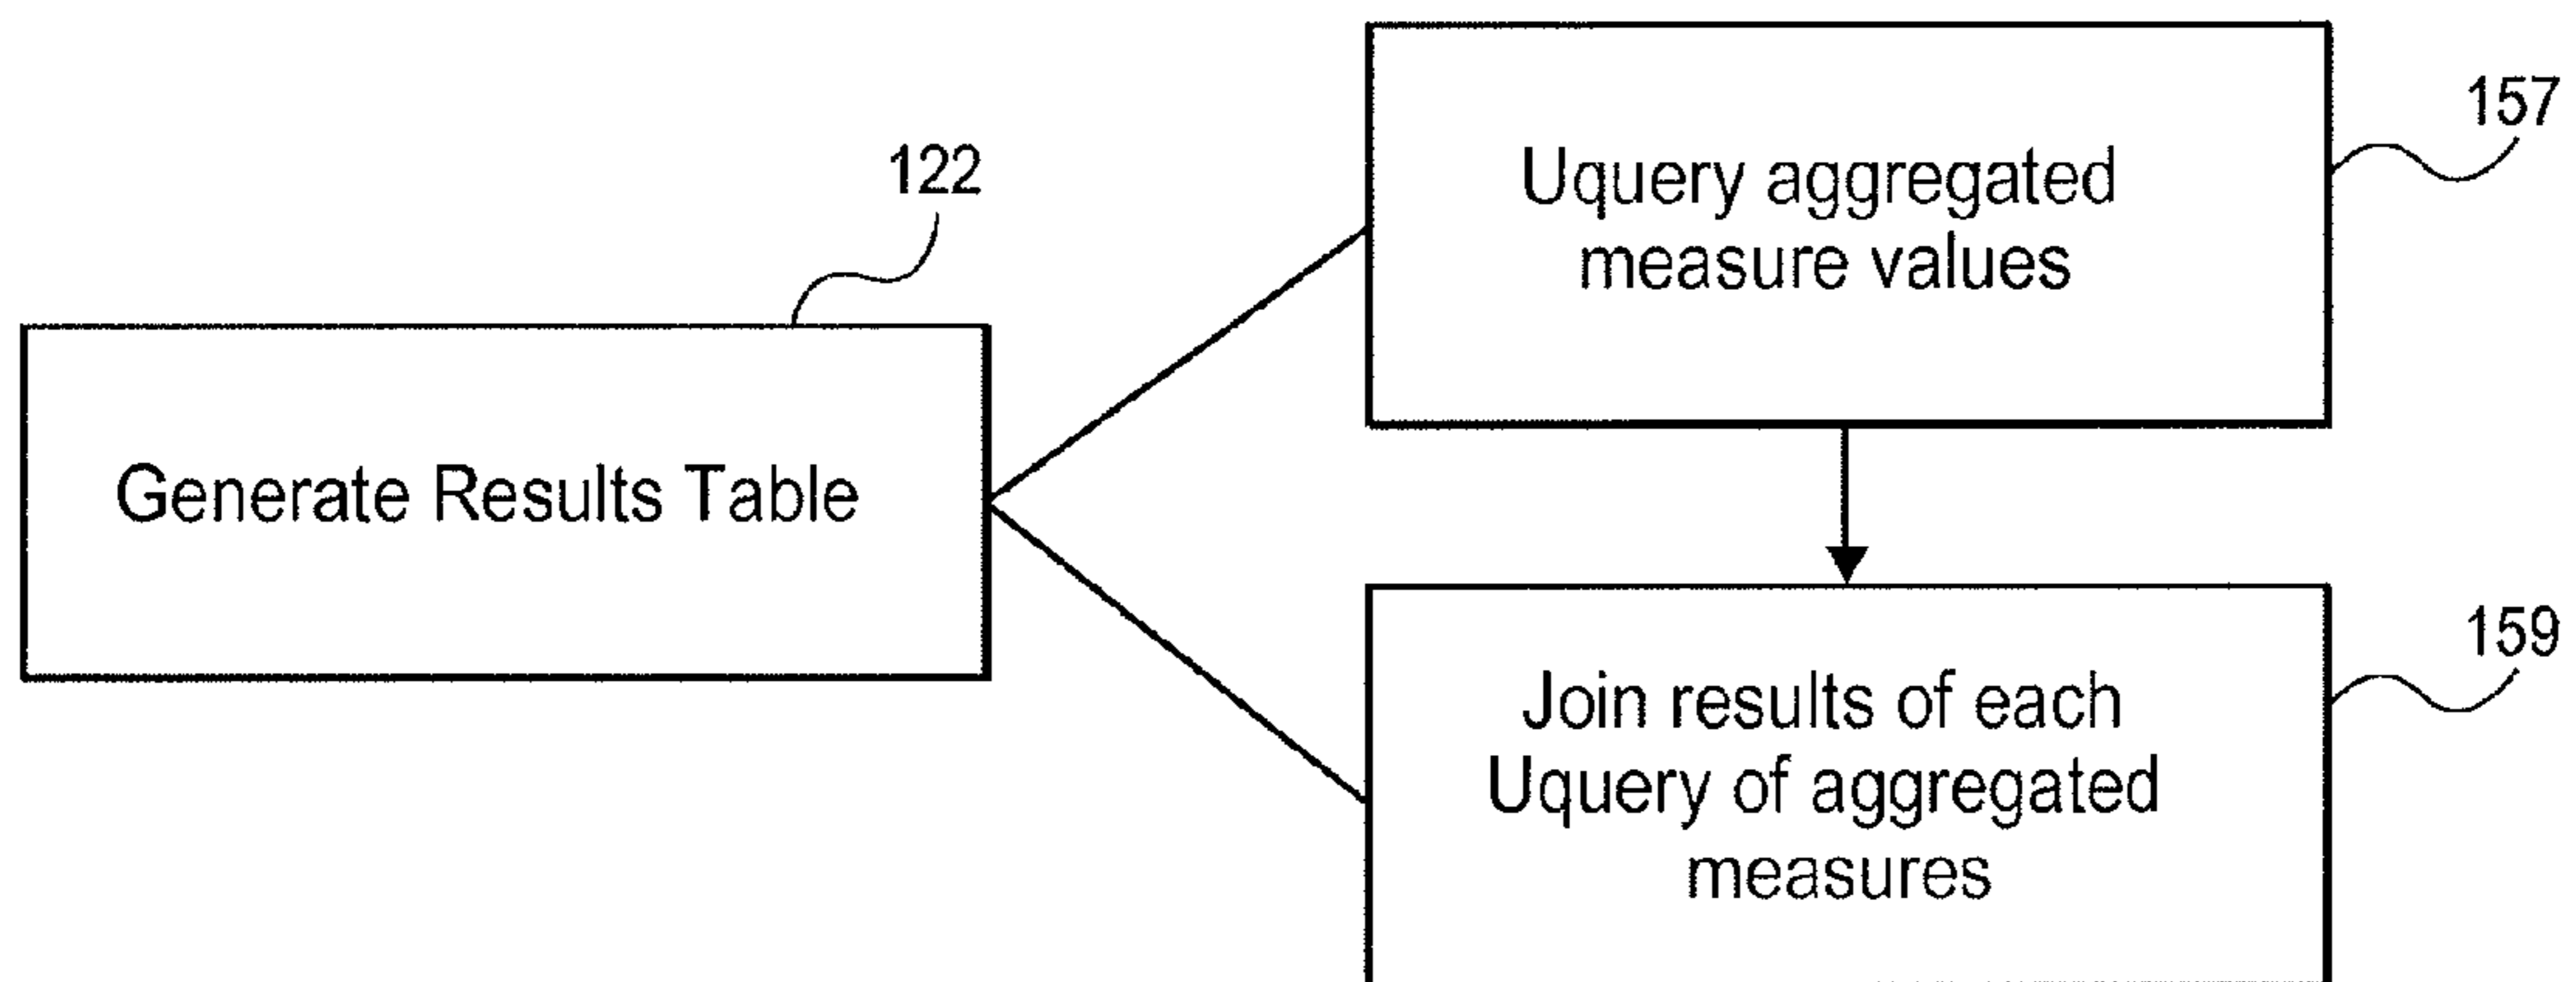 122
Generate Results Table
157
Uquery aggregated
measure values
159
Join results of each
Uquery of aggregated
measures